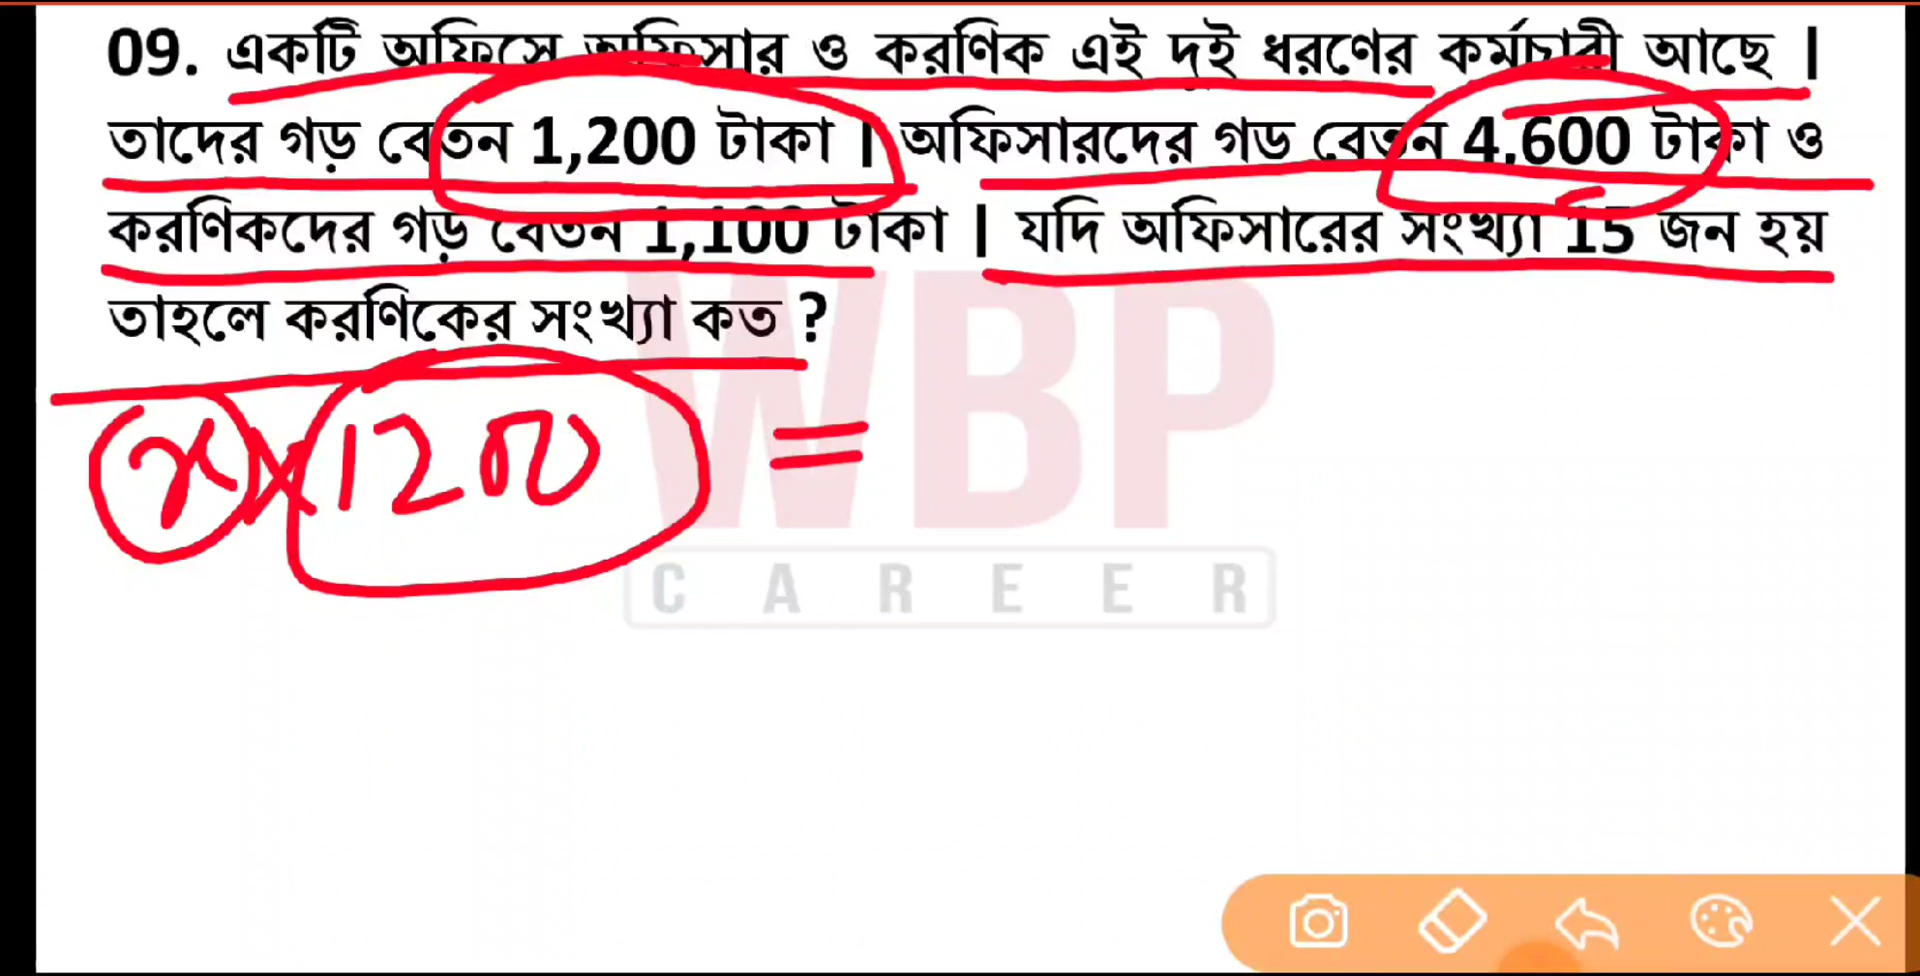 09. একটি অফিসে অফিসার ও করণিক এই দুই ধরণের কর্মচারী আছে |
তাদের গড় বেতন 1,200 টাকা | অফিসারদের গড বেতন 4,600 টাকা ও
করণিকদের গড় বেতন 1,100 টাকা | যদি অফিসারের সংখ্যা 15 জন হয়
তাহলে করণিকের সংখ্যা কত ?
x × 1200 =
WBP
CAREER